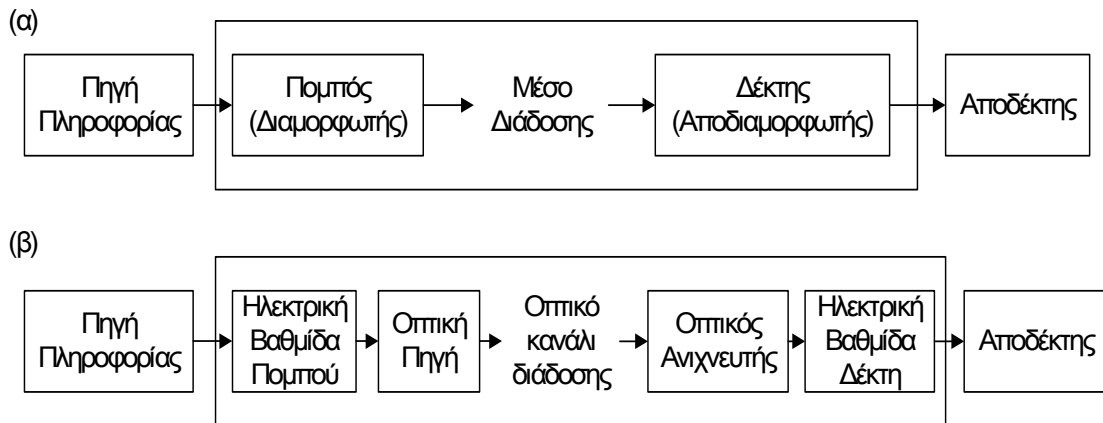 (α)
Πηγή
Πληροφορίας
Πομπός
(Διαμορφωτής)
Μέσο
Διάδοσης
Δέκτης
(Αποδιαμορφωτής)
Αποδέκτης
(β)
Πηγή
Πληροφορίας
Ηλεκτρική
Βαθμίδα
Πομπού
Οπτική
Πηγή
Οπτικό
κανάλι
διάδοσης
Οπτικός
Ανιχνευτής
Ηλεκτρική
Βαθμίδα
Δέκτη
Αποδέκτης